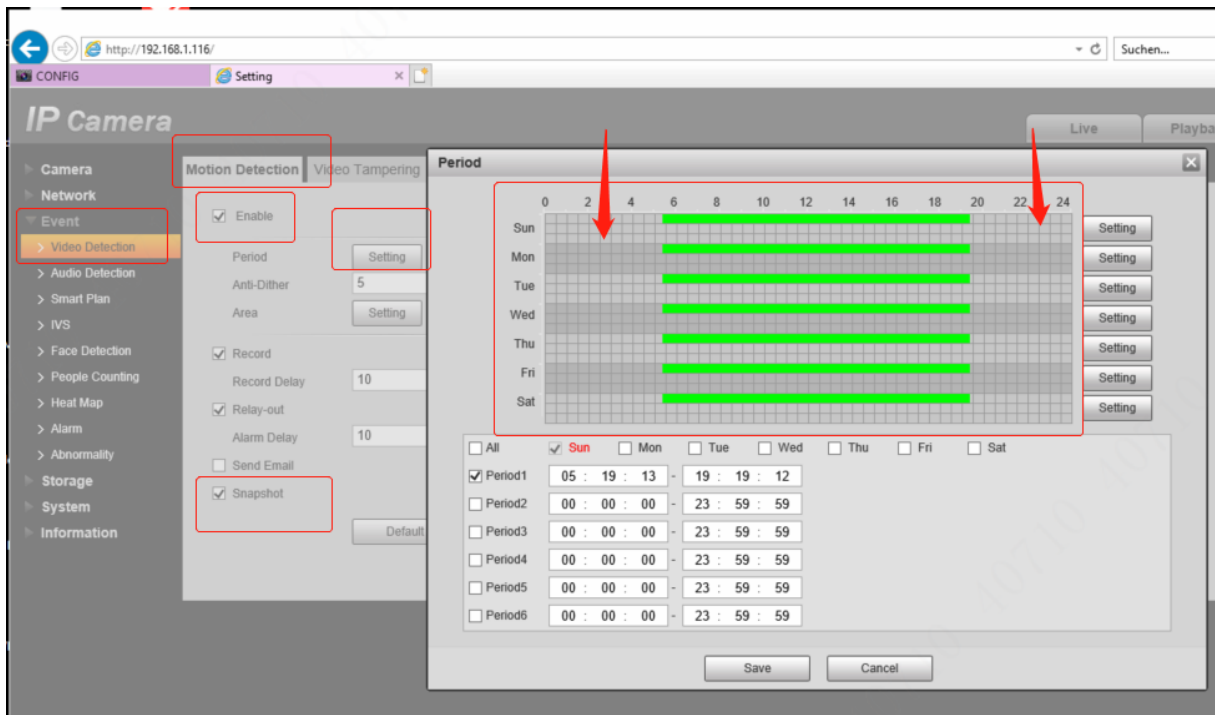 http://192.168.1.116/
Suchen...
CONFIG
Setting
IP Camera
Live
Playba
Camera
Network
Event
Video Detection
Audio Detection
Smart Plan
IVS
Face Detection
People Counting
Heat Map
Alarm
Abnormality
Storage
System
Information
Motion Detection
Video Tampering
Enable
Period
Setting
Anti-Dither
5
Area
Setting
Record
Record Delay
10
Relay-out
Alarm Delay
10
Send Email
Snapshot
Default
Period
0 2 4 6 8 10 12 14 16 18 20 22 24
Sun Setting
Mon Setting
Tue Setting
Wed Setting
Thu Setting
Fri Setting
Sat Setting
All Sun Mon Tue Wed Thu Fri Sat
Period1 05 : 19 : 13 - 19 : 19 : 12
Period2 00 : 00 : 00 - 23 : 59 : 59
Period3 00 : 00 : 00 - 23 : 59 : 59
Period4 00 : 00 : 00 - 23 : 59 : 59
Period5 00 : 00 : 00 - 23 : 59 : 59
Period6 00 : 00 : 00 - 23 : 59 : 59
Save Cancel